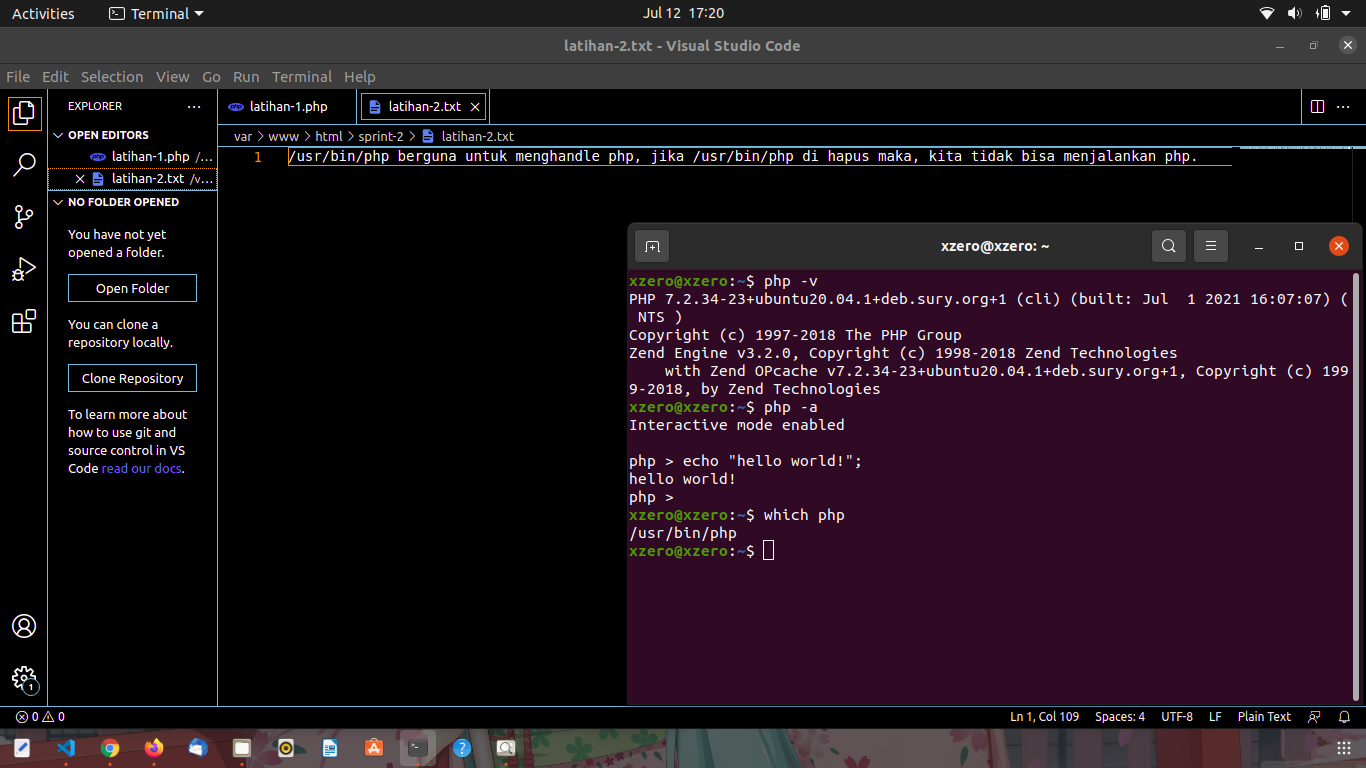 Activities Terminal Jul 12 17:20
latihan-2.txt - Visual Studio Code
File Edit Selection View Go Run Terminal Help
EXPLORER
OPEN EDITORS
latihan-1.php /...
latihan-2.txt /v...
NO FOLDER OPENED
You have not yet
opened a folder.
Open Folder
You can clone a
repository locally.
Clone Repository
To learn more about
how to use git and
source control in VS
Code read our docs.
1
latihan-1.php latihan-2.txt
var > www > html > sprint-2 > latihan-2.txt
1 /usr/bin/php berguna untuk menghandle php, jika /usr/bin/php di hapus maka, kita tidak bisa menjalankan php.
xzero@xzero: ~
xzero@xzero:~$ php -v
PHP 7.2.34-23+ubuntu20.04.1+deb.sury.org+1 (cli) (built: Jul  1 2021 16:07:07) (
 NTS )
Copyright (c) 1997-2018 The PHP Group
Zend Engine v3.2.0, Copyright (c) 1998-2018 Zend Technologies
    with Zend OPcache v7.2.34-23+ubuntu20.04.1+deb.sury.org+1, Copyright (c) 199
9-2018, by Zend Technologies
xzero@xzero:~$ php -a
Interactive mode enabled
php > echo "hello world!";
hello world!
php >
xzero@xzero:~$ which php
/usr/bin/php
xzero@xzero:~$
0 0 Ln 1, Col 109 Spaces: 4 UTF-8 LF Plain Text